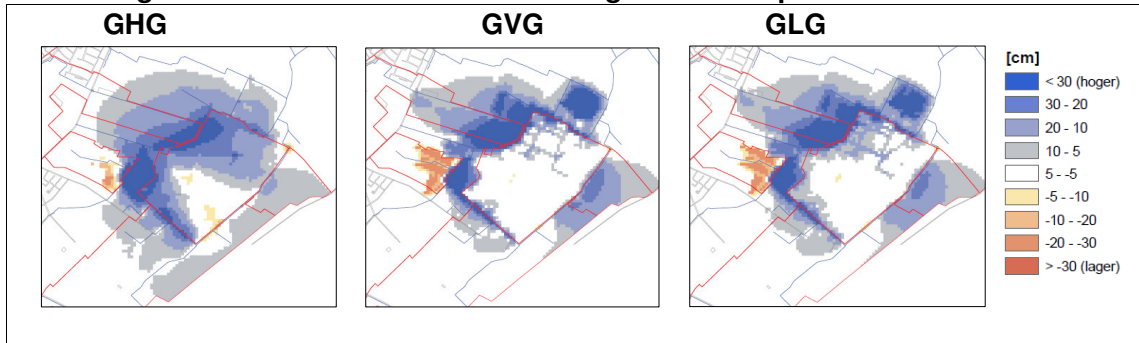 GHG GVG GLG
[cm]
< 30 (hoger)
30 - 20
20 - 10
10 - 5
5 - -5
-5 - -10
-10 - -20
-20 - -30
> -30 (lager)